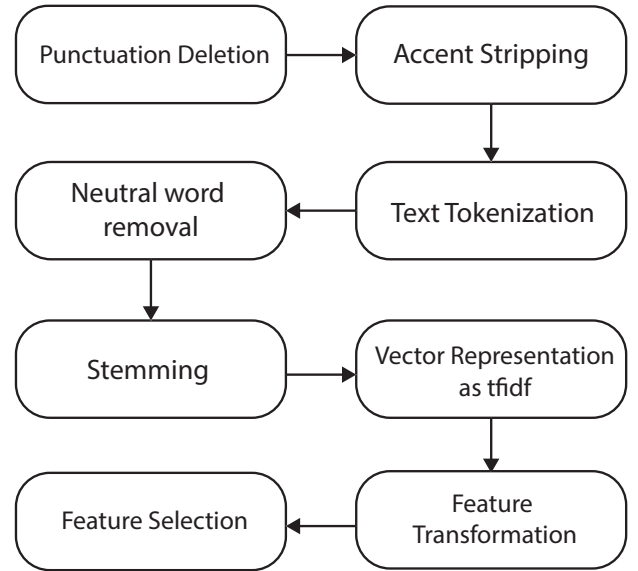 Punctuation Deletion
Accent Stripping
Text Tokenization
Neutral word
removal
Stemming
Vector Representation
as tfidf
Feature
Transformation
Feature Selection